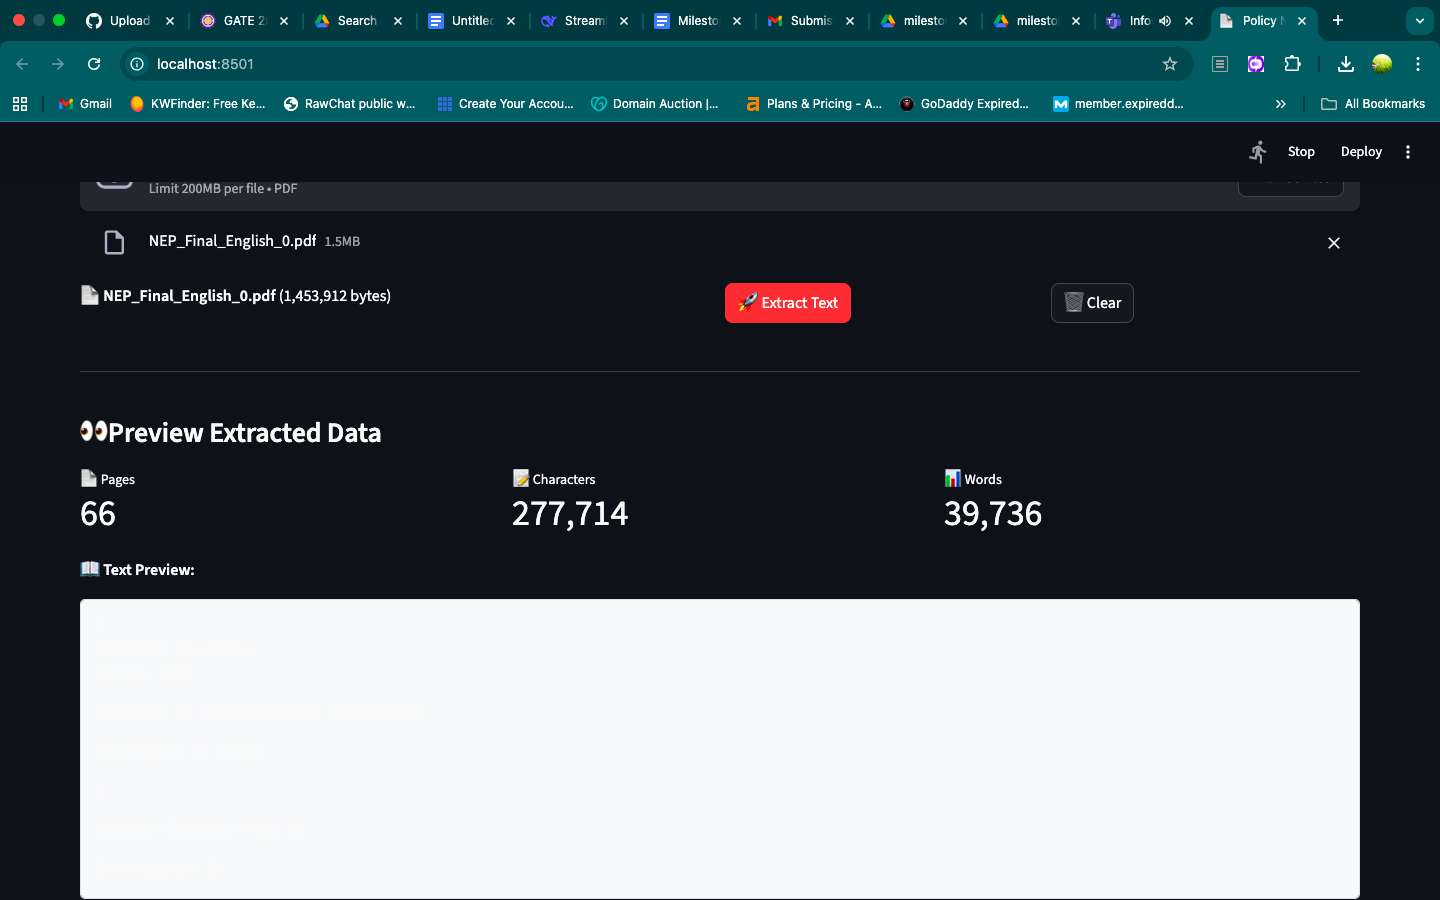 Upload
GATE 2
Search
Untitled
Streaml
Milesto
Submis
milesto
milesto
Info
Policy N
localhost:8501
Gmail
KWFinder: Free Ke...
RawChat public w...
Create Your Accou...
Domain Auction |...
Plans & Pricing - A...
GoDaddy Expired...
member.expiredd...
All Bookmarks
Stop
Deploy
Limit 200MB per file • PDF
NEP_Final_English_0.pdf 1.5MB
NEP_Final_English_0.pdf (1,453,912 bytes)
Extract Text
Clear
Preview Extracted Data
Pages
Characters
Words
66
277,714
39,736
Text Preview: